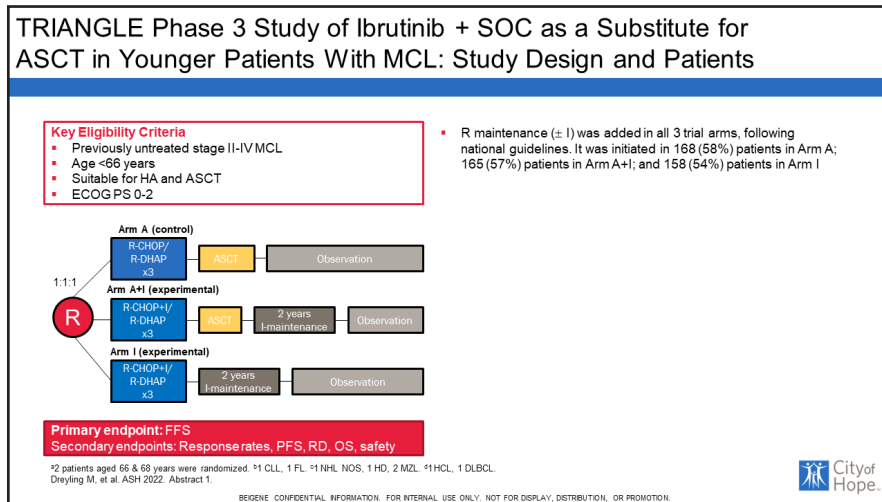 TRIANGLE Phase 3 Study of Ibrutinib + SOC as a Substitute for
ASCT in Younger Patients With MCL: Study Design and Patients
Key Eligibility Criteria
▪ Previously untreated stage II-IV MCL
▪ Age <66 years
▪ Suitable for HA and ASCT
▪ ECOG PS 0-2
▪ R maintenance (± I) was added in all 3 trial arms, following
national guidelines. It was initiated in 168 (58%) patients in Arm A;
165 (57%) patients in Arm A+I; and 158 (54%) patients in Arm I
Arm A (control)
R-CHOP/
R-DHAP
x3
ASCT
Observation
1:1:1
R
Arm A+I (experimental)
R-CHOP+I/
R-DHAP
x3
ASCT
2 years
I-maintenance
Observation
Arm I (experimental)
R-CHOP+I/
R-DHAP
x3
2 years
I-maintenance
Observation
Primary endpoint: FFS
Secondary endpoints: Response rates, PFS, RD, OS, safety
ᵃ2 patients aged 66 & 68 years were randomized. ᵇ1 CLL, 1 FL. ᶜ1 NHL NOS, 1 HD, 2 MZL. ᵈ1 HCL, 1 DLBCL.
Dreyling M, et al. ASH 2022. Abstract 1.
City of
Hope™
BEIGENE CONFIDENTIAL INFORMATION. FOR INTERNAL USE ONLY. NOT FOR DISPLAY, DISTRIBUTION, OR PROMOTION.